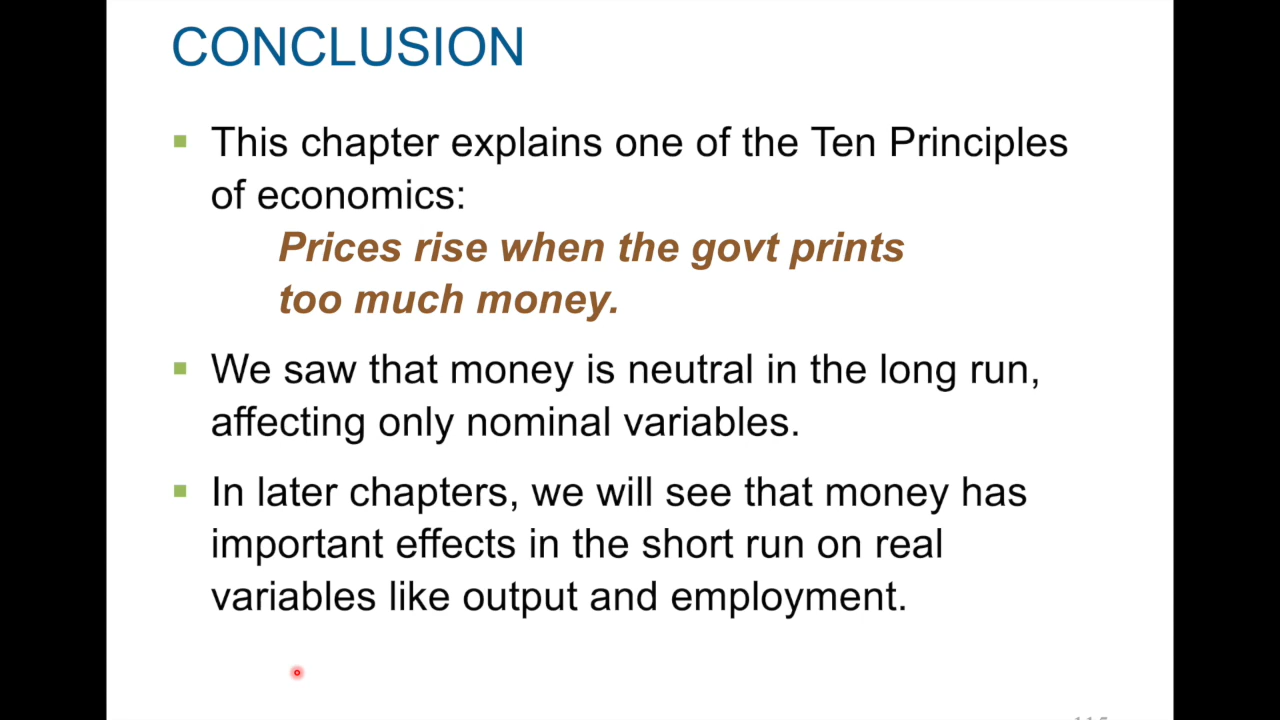 CONCLUSION
This chapter explains one of the Ten Principles
of economics:
Prices rise when the govt prints
too much money.
We saw that money is neutral in the long run,
affecting only nominal variables.
In later chapters, we will see that money has
important effects in the short run on real
variables like output and employment.